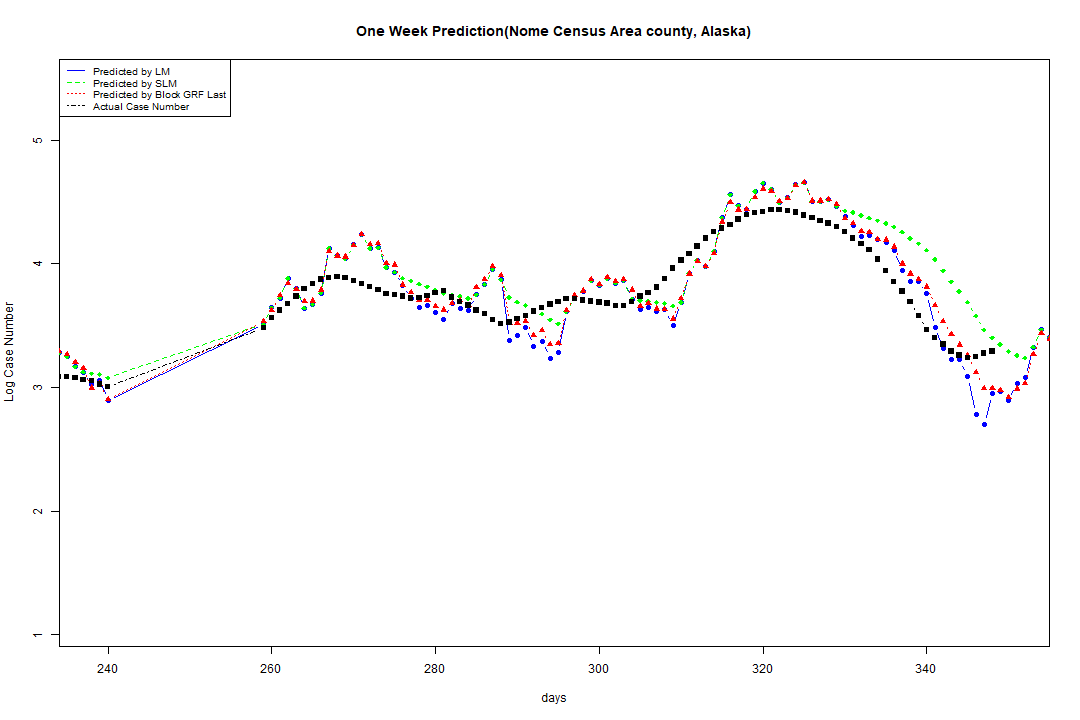 One Week Prediction(Nome Census Area county, Alaska)
Predicted by LM
Predicted by SLM
Predicted by Block GRF Last
Actual Case Number
5
4
3
2
1
Log Case Number
240 260 280 300 320 340
days